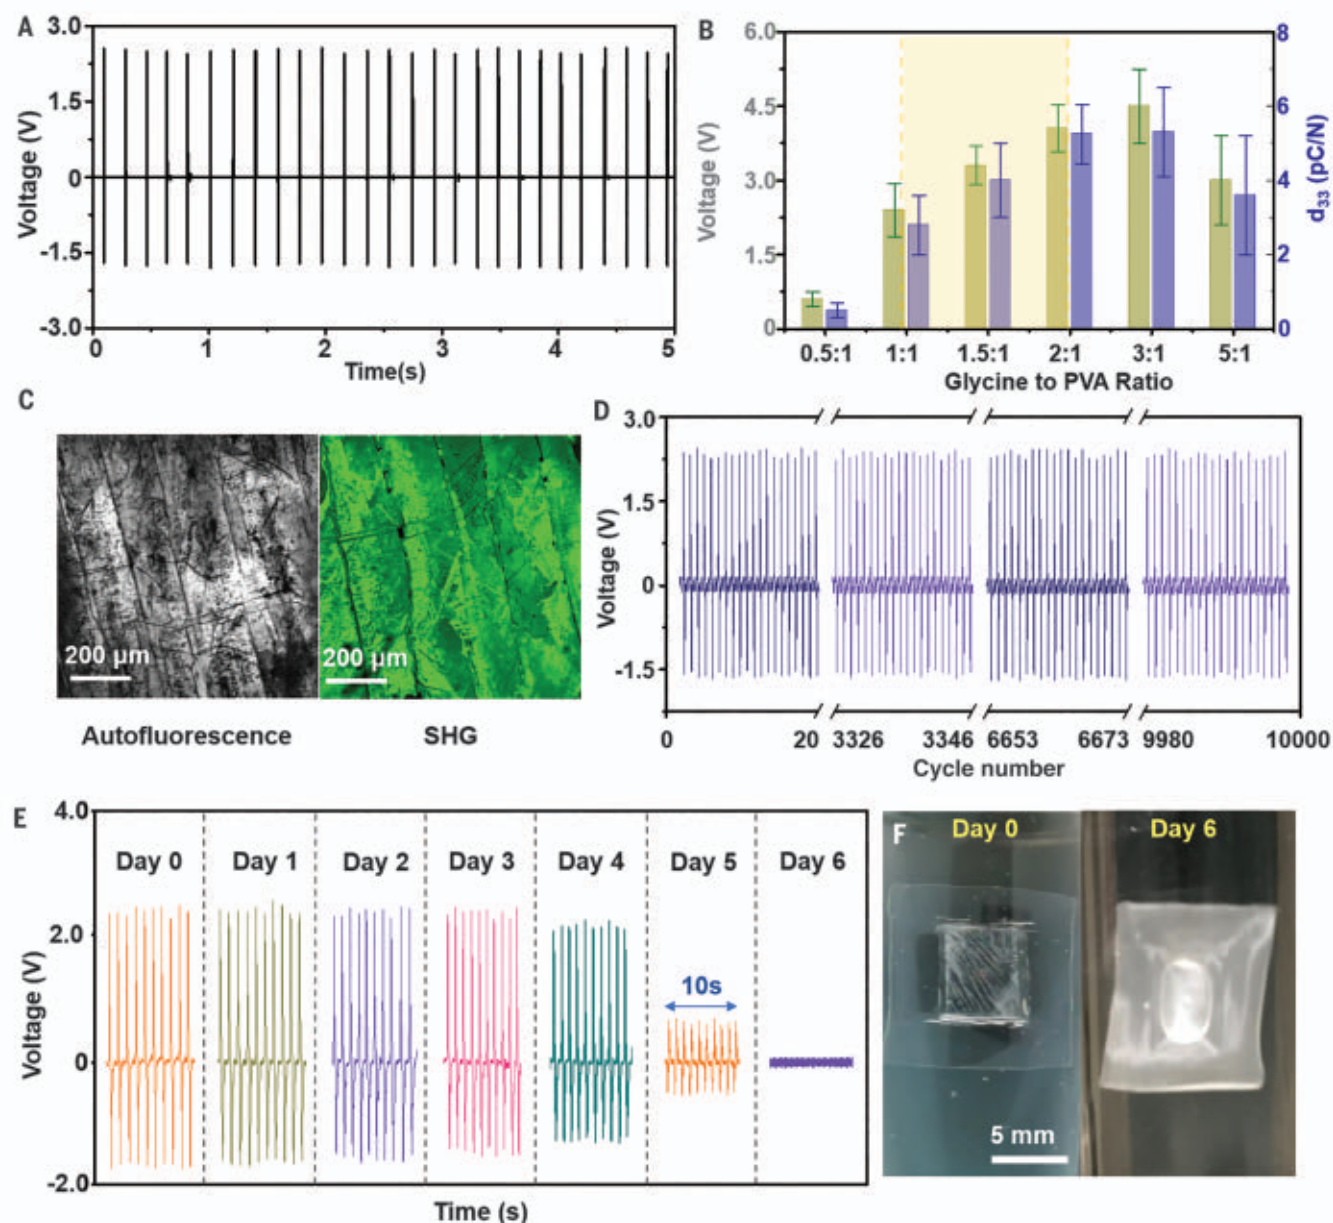 A
3.0
1.5
0
-1.5
-3.0
Voltage (V)
0 1 2 3 4 5
Time(s)
B
6.0
4.5
3.0
1.5
0
Voltage (V)
8
6
4
2
0
d33 (pC/N)
0.5:1 1:1 1.5:1 2:1 3:1 5:1
Glycine to PVA Ratio
C
200 μm
200 μm
Autofluorescence SHG
D
3.0
1.5
0
-1.5
Voltage (V)
0 20 3326 3346 6653 6673 9980 10000
Cycle number
E
4.0
2.0
0
-2.0
Voltage (V)
Day 0 Day 1 Day 2 Day 3 Day 4 Day 5 Day 6
10s
Time (s)
F
Day 0 Day 6
5 mm